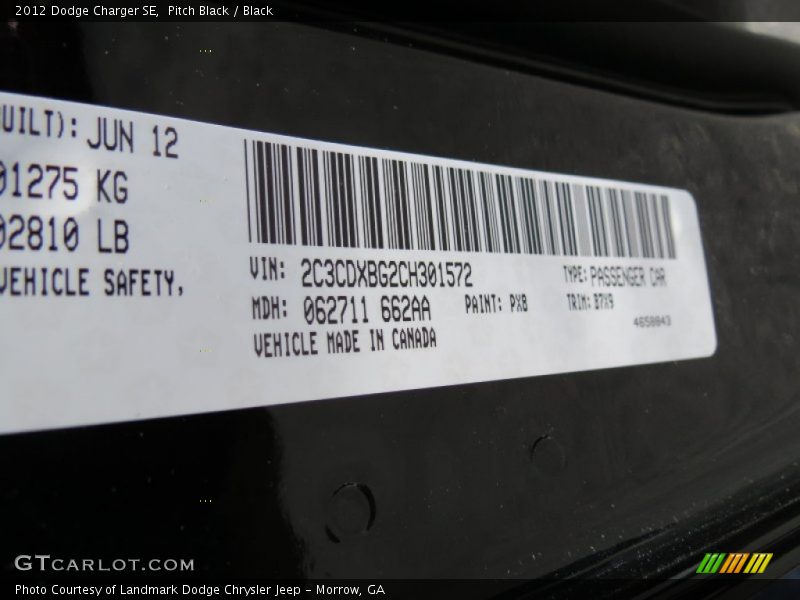 2012 Dodge Charger SE, Pitch Black / Black
UILT): JUN 12
01275 KG
02810 LB
VEHICLE SAFETY.
VIN: 2C3CDXBG2CH301572
TYPE: PASSENGER CAR
MDH: 062711 662AA
PAINT: PX8
TRIM: B7X9
4658843
VEHICLE MADE IN CANADA
GTCARLOT.COM
Photo Courtesy of Landmark Dodge Chrysler Jeep - Morrow, GA